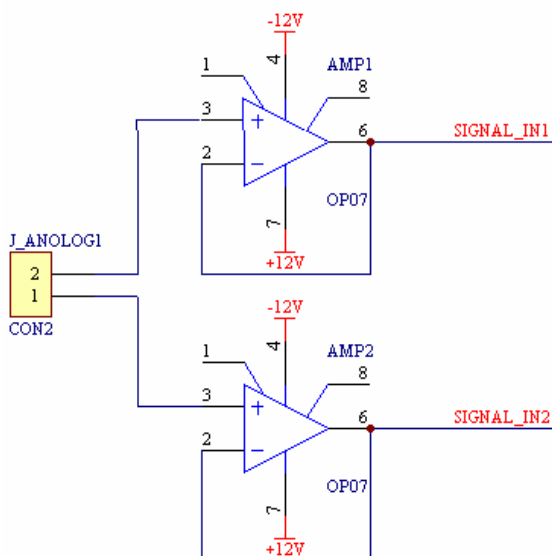 -12V
4
1
AMP1
8
3
6
SIGNAL_IN1
2
OP07
7
+12V
J_ANOLOG1
2
1
CON2
-12V
4
1
AMP2
8
3
6
SIGNAL_IN2
2
OP07
7
+12V